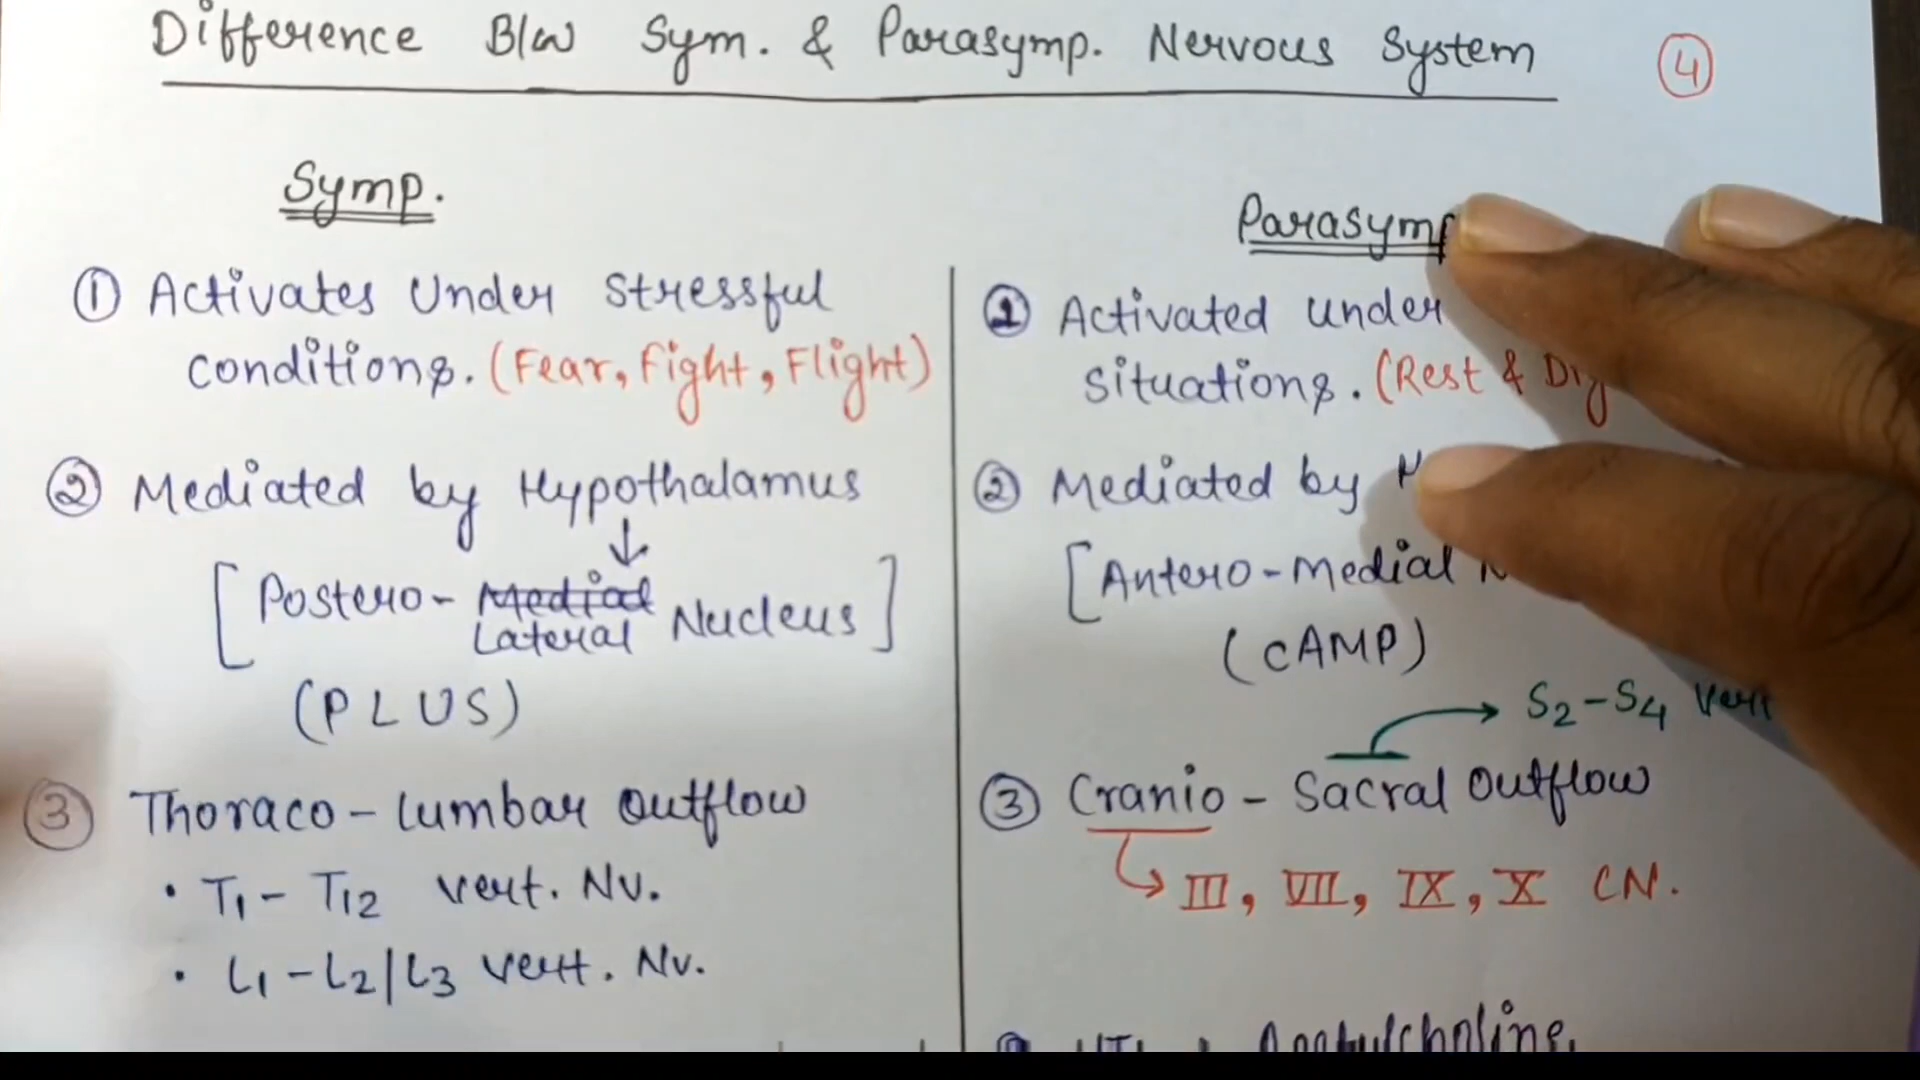 Difference B/w Sym. & Parasymp. Nervous System
4
Symp.
① Activates Under Stressful
conditions. (Fear, Fight, Flight)
② Mediated by Hypothalamus
↓
[Postero- Medial Nucleus]
Lateral
(PLUS)
③ Thoraco-lumbar Outflow
• T1 - T12 vert. Nv.
• L1 - L2/L3 vert. Nv.
Parasymp
① Activated under
situations. (Rest &
② Mediated by
[Antero-medial
(cAMP)
→ S2-S4 vert
③ Cranio - Sacral Outflow
↳ III, VII, IX, X CN.
Acetylcholine.